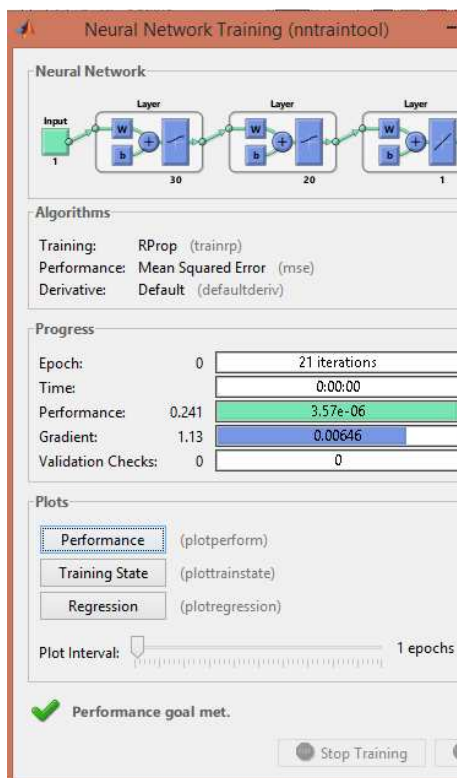 Neural Network Training (nntraintool)
Neural Network
Layer Layer Layer
Input
W W W
b b b
1
30 20 1
Algorithms
Training: RProp (trainrp)
Performance: Mean Squared Error (mse)
Derivative: Default (defaultderiv)
Progress
Epoch: 0 21 iterations
Time: 0:00:00
Performance: 0.241 3.57e-06
Gradient: 1.13 0.00646
Validation Checks: 0 0
Plots
Performance (plotperform)
Training State (plottrainstate)
Regression (plotregression)
Plot Interval: 1 epochs
Performance goal met.
Stop Training